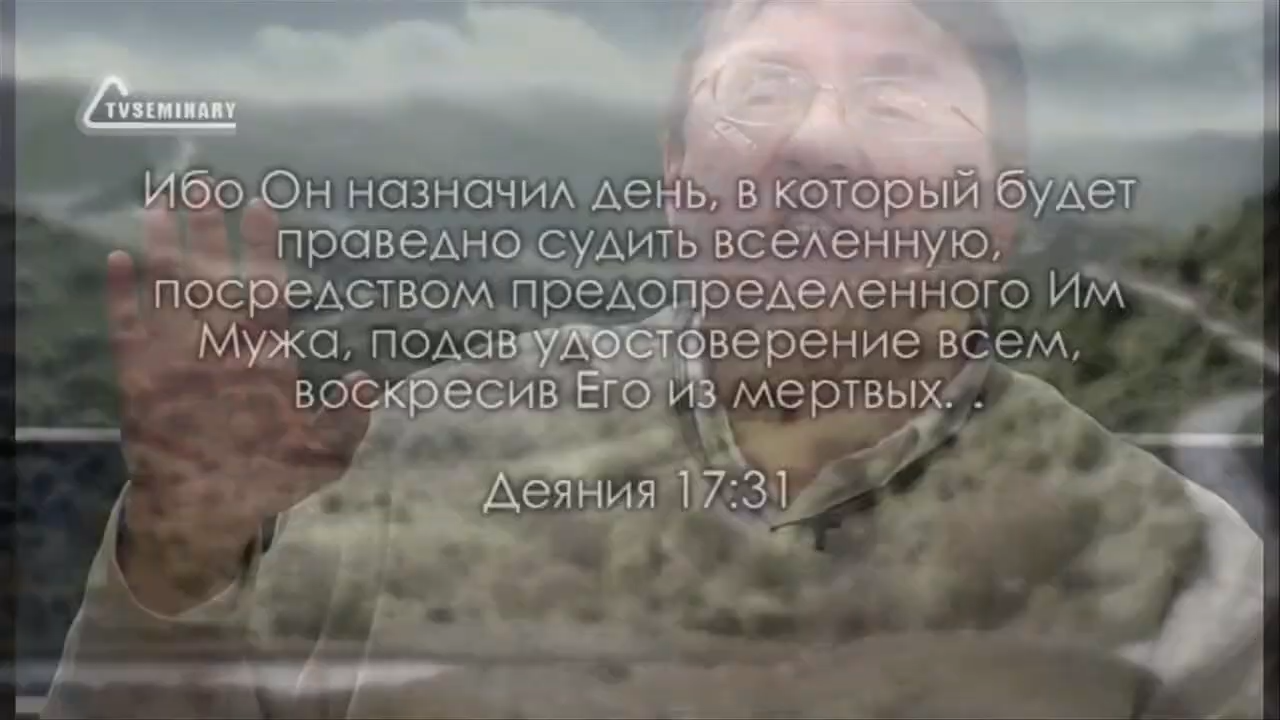 TVSEMINARY
Ибо Он назначил день, в который будет
праведно судить вселенную,
посредством предопределенного Им
Мужа, подав удостоверение всем,
воскресив Его из мертвых. .
Деяния 17:31